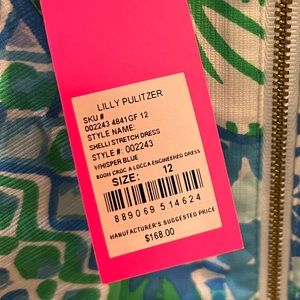 LILLY PULITZER
SKU #
002243 4841GF 12
STYLE NAME:
SHELLI STRETCH DRESS
STYLE #: 002243
WHISPER BLUE
BOOM CROC A LOCCA ENGINEERED DRESS
SIZE: 12
889069 514624
MANUFACTURER'S SUGGESTED PRICE
$168.00